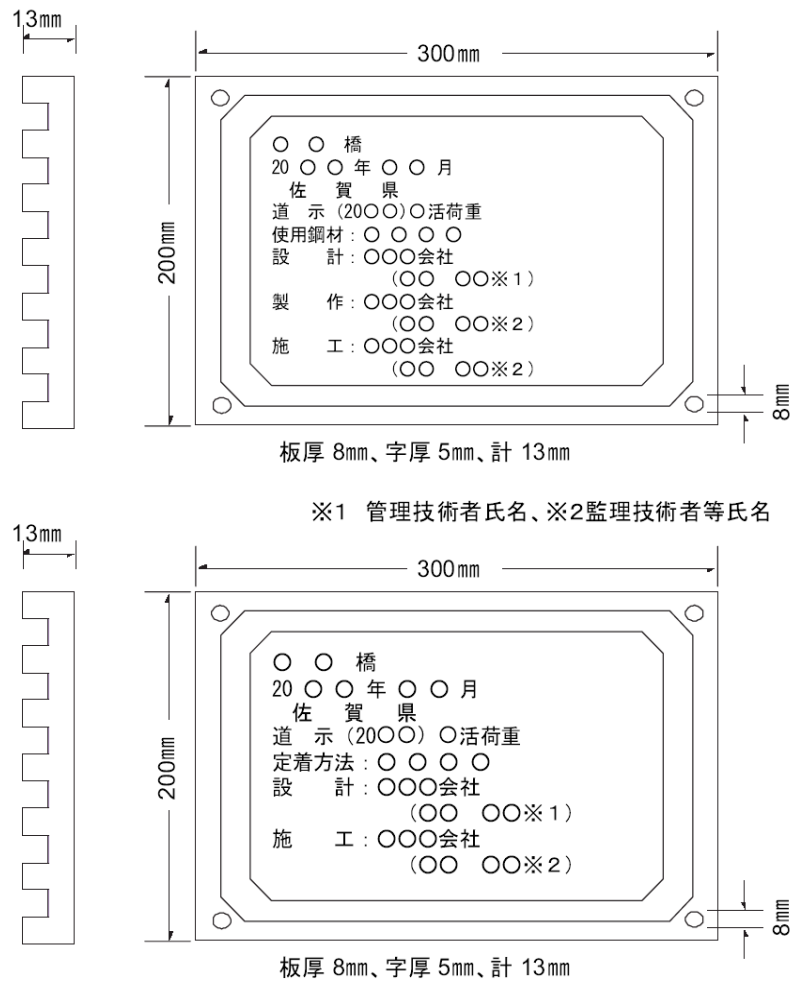 13mm
300mm
200mm
○ ○ 橋
20 ○ ○ 年 ○ ○ 月
佐 賀 県
道 示 (20○○)○活荷重
使用鋼材:○ ○ ○ ○
設 計:○○○会社
(○○ ○○※1)
製 作:○○○会社
(○○ ○○※2)
施 工:○○○会社
(○○ ○○※2)
8mm
板厚 8mm、字厚 5mm、計 13mm
※1 管理技術者氏名、※2監理技術者等氏名
13mm
300mm
200mm
○ ○ 橋
20 ○ ○ 年 ○ ○ 月
佐 賀 県
道 示 (20○○) ○活荷重
定着方法:○ ○ ○ ○
設 計:○○○会社
(○○ ○○※1)
施 工:○○○会社
(○○ ○○※2)
8mm
板厚 8mm、字厚 5mm、計 13mm